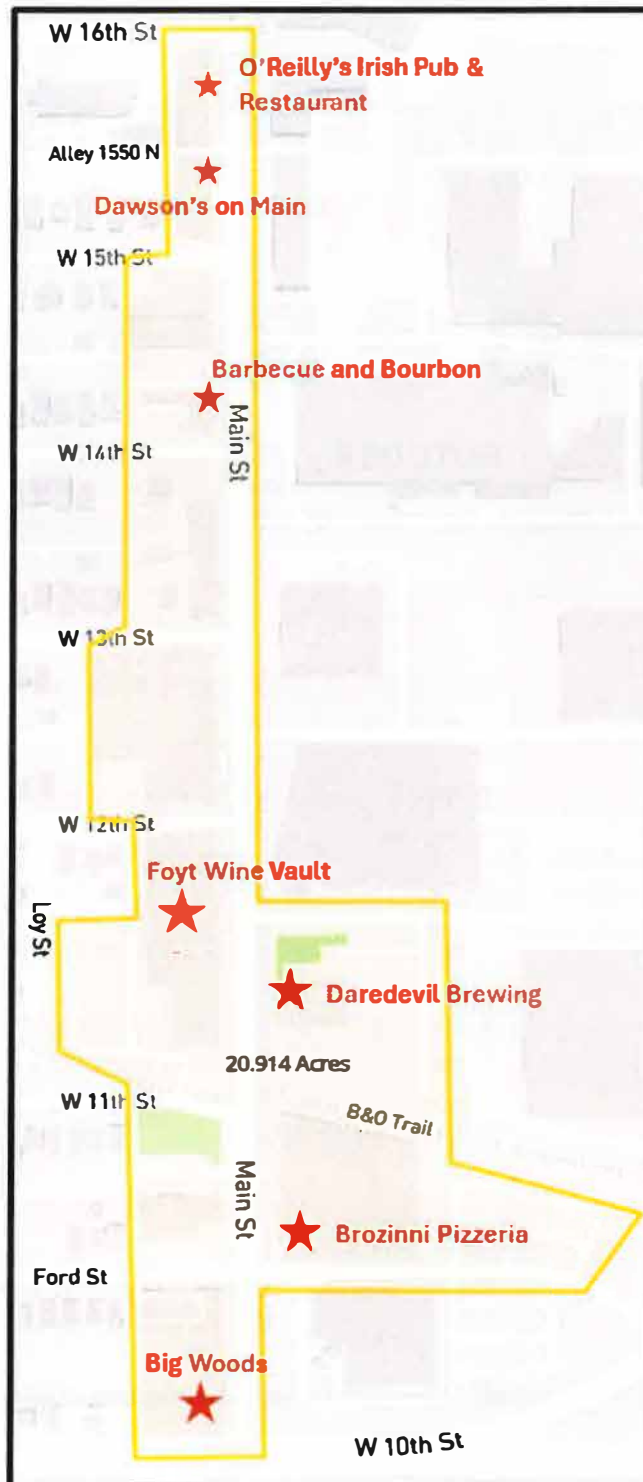 W 16th St
O'Reilly's Irish Pub &
Restaurant
Alley 1550 N
Dawson's on Main
W 15th St
Barbecue and Bourbon
Main St
W 14th St
W 13th St
W 12th St
Foyt Wine Vault
Loy St
Daredevil Brewing
20.914 Acres
W 11th St
B&O Trail
Main St
Brozinni Pizzeria
Ford St
Big Woods
W 10th St